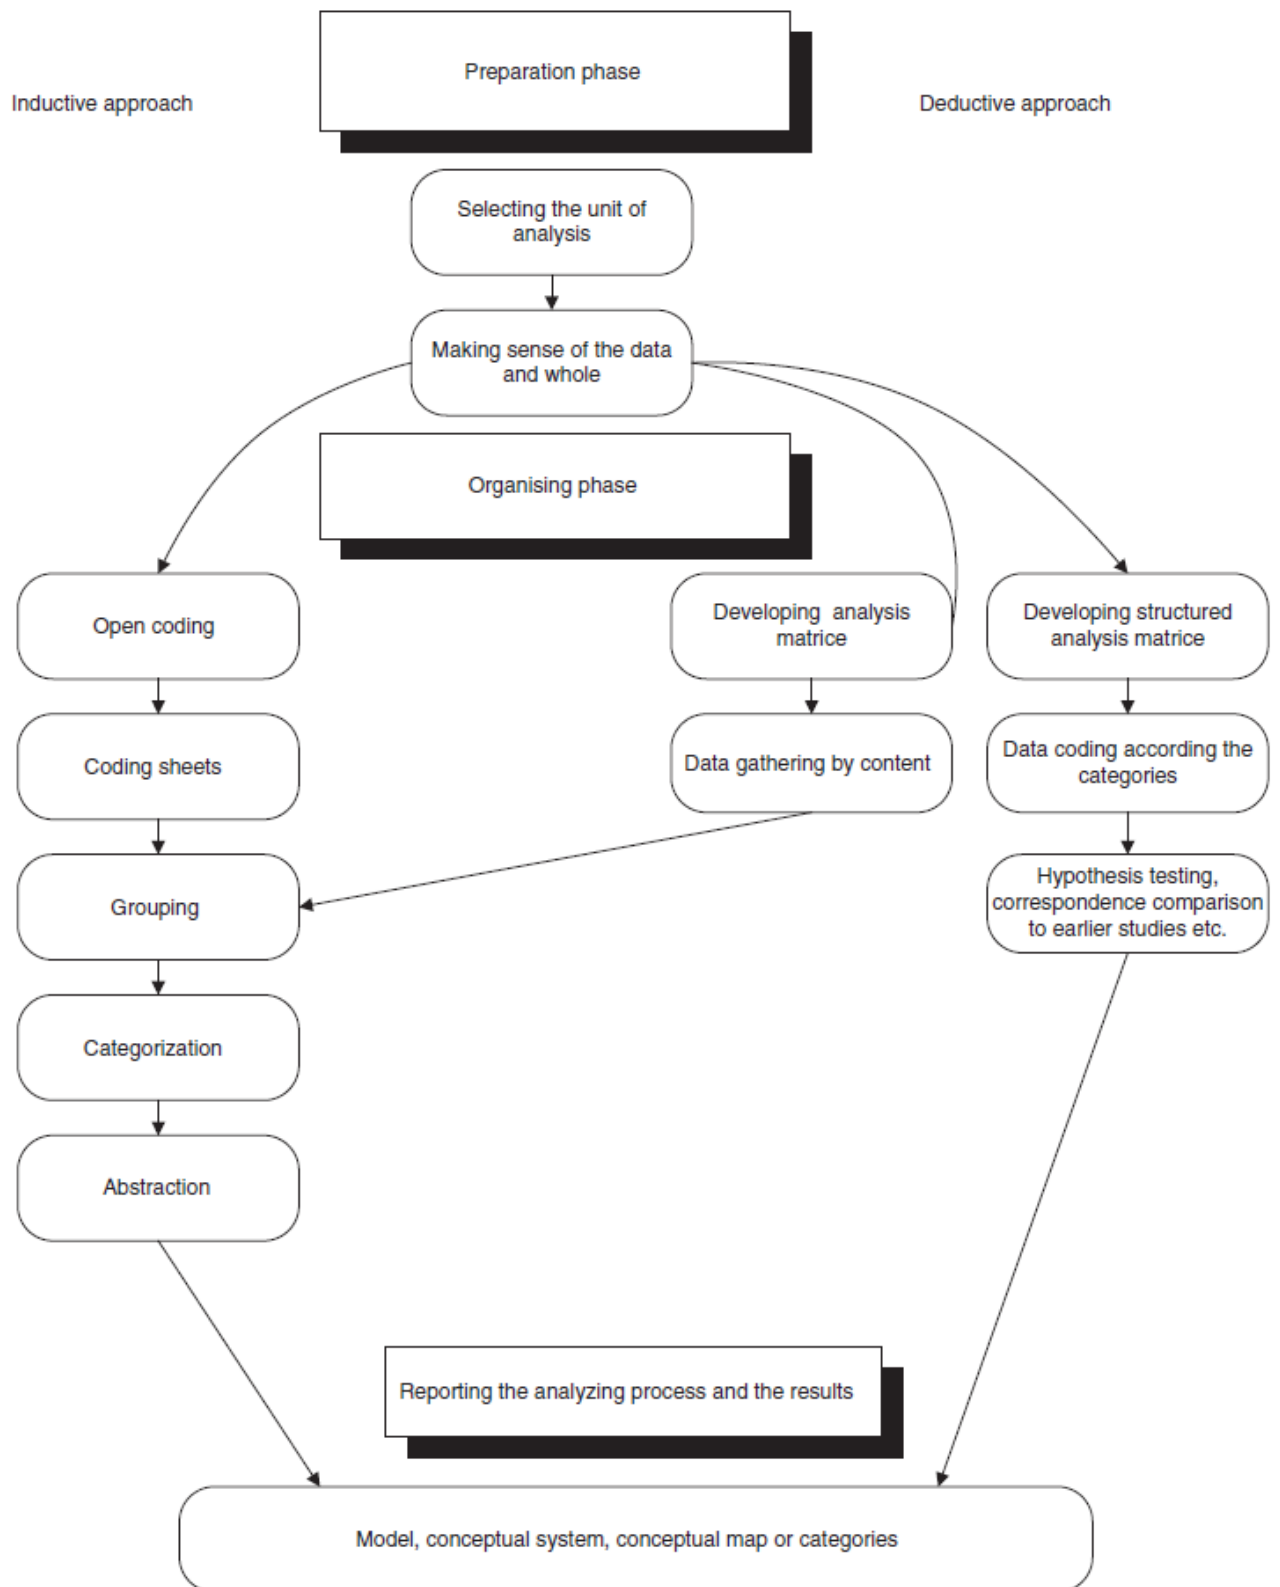 Preparation phase
Inductive approach
Deductive approach
Selecting the unit of
analysis
Making sense of the data
and whole
Organising phase
Open coding
Developing analysis
matrice
Developing structured
analysis matrice
Coding sheets
Data gathering by content
Data coding according the
categories
Grouping
Hypothesis testing,
correspondence comparison
to earlier studies etc.
Categorization
Abstraction
Reporting the analyzing process and the results
Model, conceptual system, conceptual map or categories